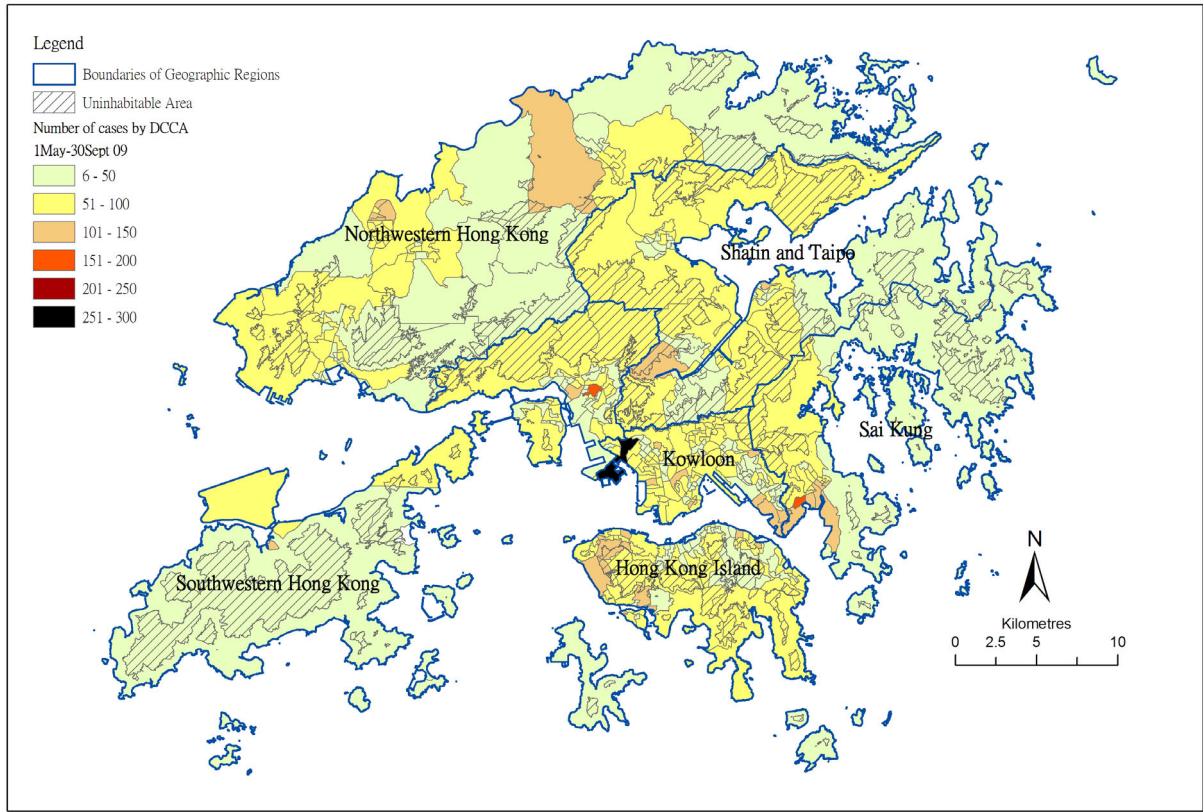 Legend
Boundaries of Geographic Regions
Uninhabitable Area
Number of cases by DCCA
1May-30Sept 09
6 - 50
51 - 100
101 - 150
151 - 200
201 - 250
251 - 300
Northwestern Hong Kong
Shatin and Taipo
Sai Kung
Kowloon
Hong Kong Island
Southwestern Hong Kong
N
Kilometres
0 2.5 5 10